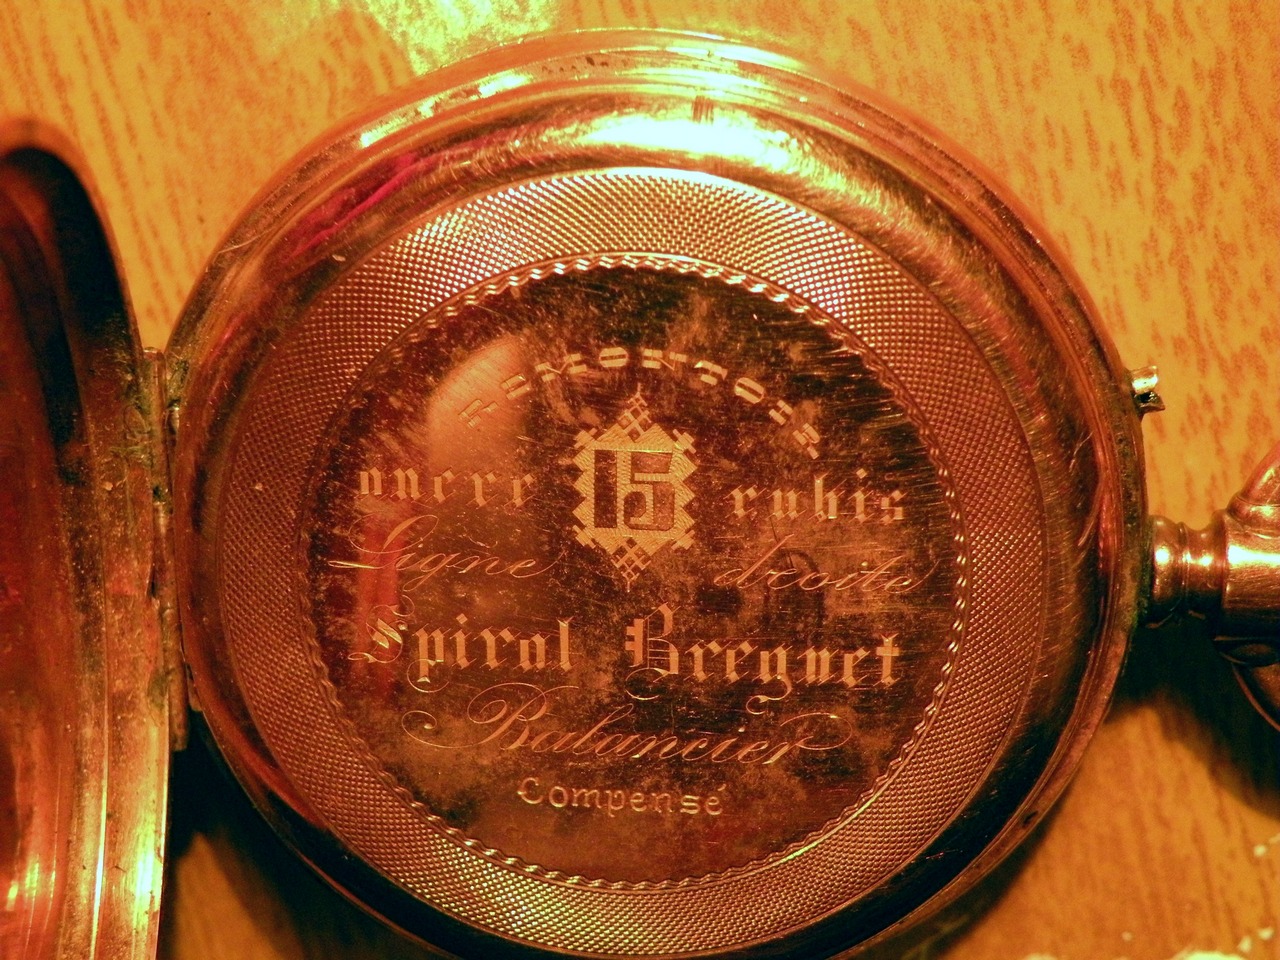 REMONTOIR
ancre 15 rubis
Ligne droite
Spiral Breguet
Balancier
Compensé